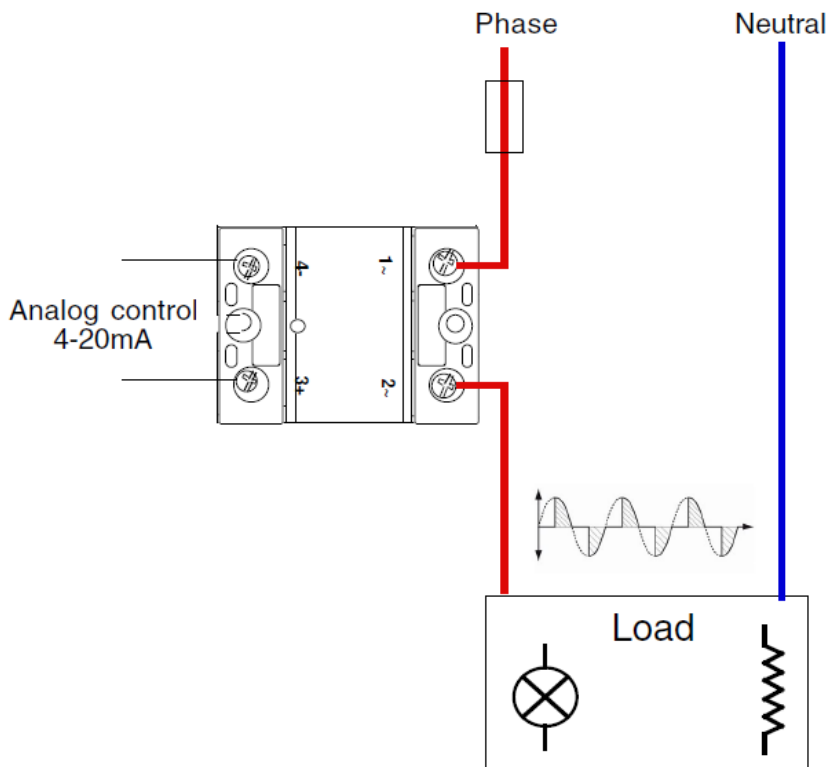 Phase
Neutral
4-
1~
Analog control
4-20mA
3+
2~
Load